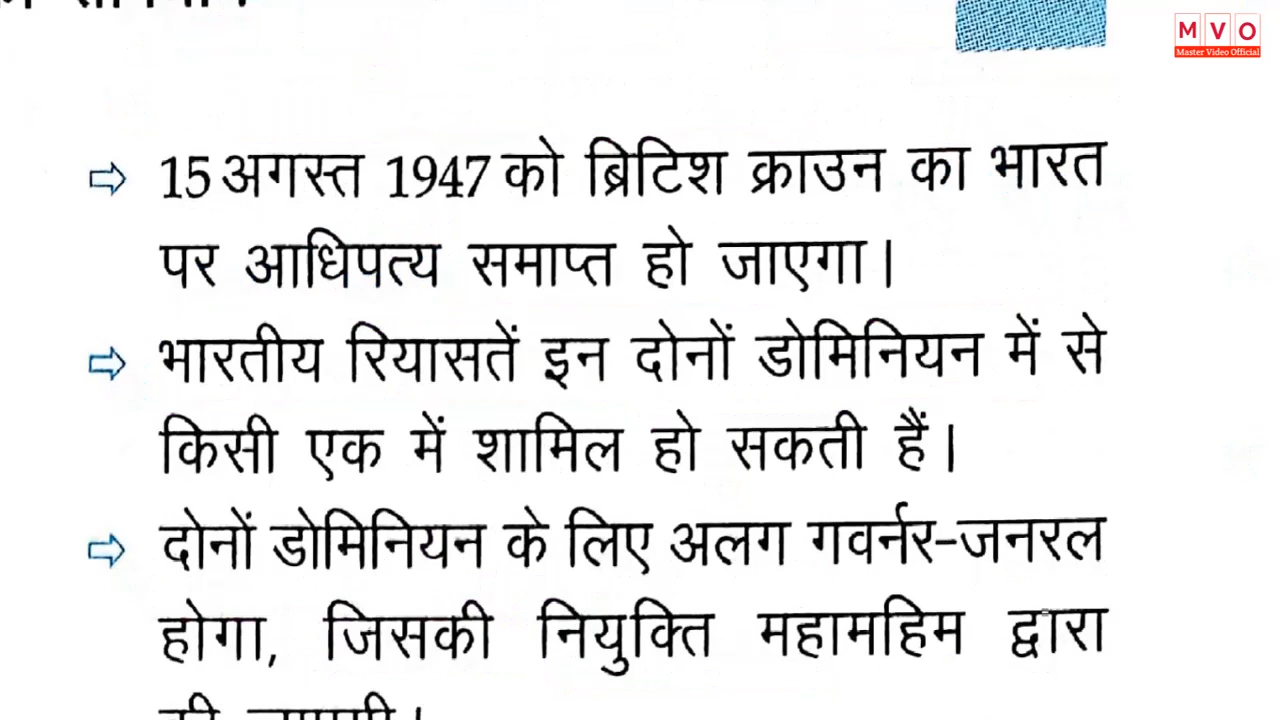 MVO
Master Video Official
⇨ 15 अगस्त 1947 को ब्रिटिश क्राउन का भारत
पर आधिपत्य समाप्त हो जाएगा।
⇨ भारतीय रियासतें इन दोनों डोमिनियन में से
किसी एक में शामिल हो सकती हैं।
⇨ दोनों डोमिनियन के लिए अलग गवर्नर-जनरल
होगा, जिसकी नियुक्ति महामहिम द्वारा